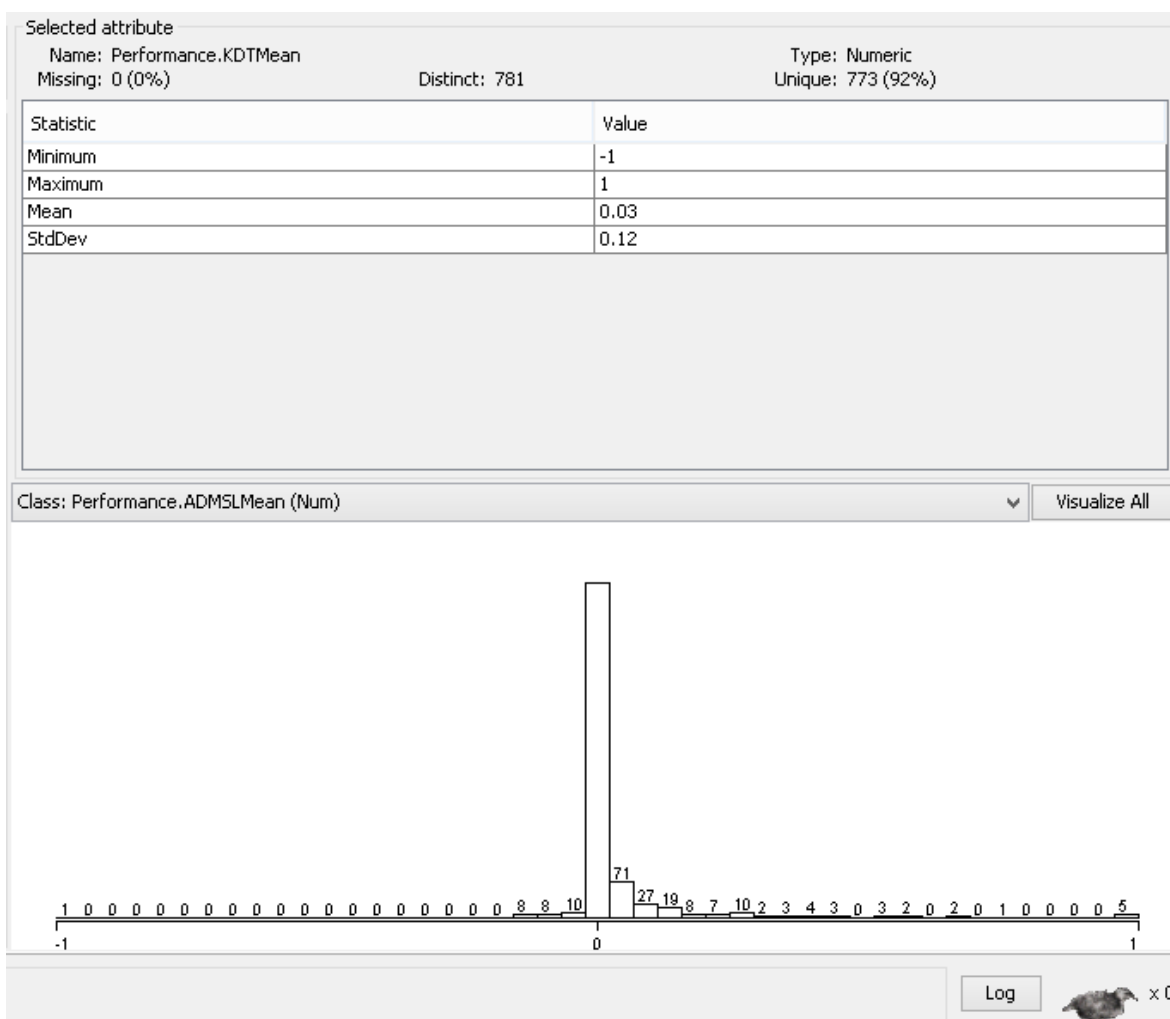 Selected attribute
Name: Performance.KDTMean Type: Numeric
Missing: 0 (0%) Distinct: 781 Unique: 773 (92%)
Statistic Value
Minimum -1
Maximum 1
Mean 0.03
StdDev 0.12
Class: Performance.ADMSLMean (Num) Visualize All
71
27 19
1 0 0 0 0 0 0 0 0 0 0 0 0 0 0 0 0 0 0 8 8 10 8 7 10 2 3 4 3 0 3 2 0 2 0 1 0 0 0 0 5
-1 0 1
Log x 0